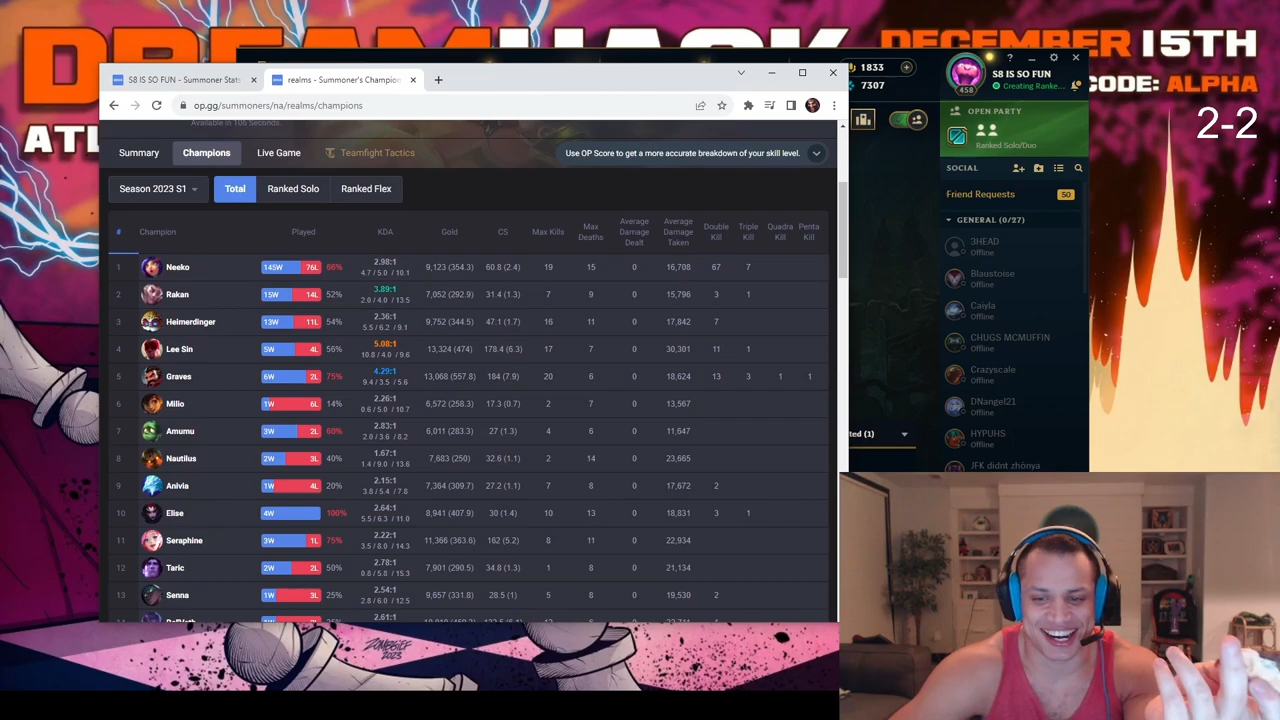 DREAMHACK
DECEMBER 15TH
CODE: ALPHA
ATL
2-2
S8 IS SO FUN - Summoner Stats
realms - Summoner's Champion
op.gg/summoners/na/realms/champions
Available in 106 Seconds.
Summary Champions Live Game Teamfight Tactics Use OP Score to get a more accurate breakdown of your skill level.
Season 2023 S1 Total Ranked Solo Ranked Flex
# Champion Played KDA Gold CS Max Kills Max Deaths Average Damage Dealt Average Damage Taken Double Kill Triple Kill Quadra Kill Penta Kill
1 Neeko 145W 76L 66% 2.98:1 4.7 / 5.0 / 10.1 9,123 (354.3) 60.8 (2.4) 19 15 0 16,708 67 7
2 Rakan 15W 14L 52% 3.89:1 2.0 / 4.0 / 13.5 7,052 (292.9) 31.4 (1.3) 7 9 0 15,796 3 1
3 Heimerdinger 13W 11L 54% 2.36:1 5.5 / 6.2 / 9.1 9,752 (344.5) 47.1 (1.7) 16 11 0 17,842 7
4 Lee Sin 5W 4L 56% 5.08:1 10.8 / 4.0 / 9.6 13,324 (474) 178.4 (6.3) 17 7 0 30,301 11 1
5 Graves 6W 2L 75% 4.29:1 9.4 / 3.5 / 5.6 13,068 (557.8) 184 (7.9) 20 6 0 18,624 13 3 1 1
6 Milio 1W 6L 14% 2.26:1 0.6 / 5.0 / 10.7 6,572 (258.3) 17.3 (0.7) 2 7 0 13,567
7 Amumu 3W 2L 60% 2.83:1 2.0 / 3.6 / 8.2 6,011 (283.3) 27 (1.3) 4 6 0 11,647
8 Nautilus 2W 3L 40% 1.67:1 1.4 / 9.0 / 13.6 7,683 (250) 32.6 (1.1) 2 14 0 23,665
9 Anivia 1W 4L 20% 2.15:1 3.8 / 5.4 / 7.8 7,364 (309.7) 27.2 (1.1) 7 8 0 17,672 2
10 Elise 4W 100% 2.64:1 5.5 / 6.3 / 11.0 8,941 (407.9) 30 (1.4) 10 13 0 18,831 3 1
11 Seraphine 3W 1L 75% 2.22:1 3.5 / 8.0 / 14.3 11,366 (363.6) 162 (5.2) 8 11 0 22,934
12 Taric 2W 2L 50% 2.78:1 0.8 / 5.8 / 15.3 7,901 (290.5) 34.8 (1.3) 1 8 0 21,134
13 Senna 1W 3L 25% 2.54:1 2.8 / 6.0 / 12.5 9,657 (331.8) 28.5 (1) 5 8 0 19,530 2
2.61:1
1833
7307
458
S8 IS SO FUN
Creating Ranke...
OPEN PARTY
Ranked Solo/Duo
SOCIAL
Friend Requests 50
GENERAL (0/27)
3HEAD
Offline
Blaustoise
Offline
Caiyla
Offline
CHUGS MCMUFFIN
Offline
Crazyscale
Offline
DNangel21
Offline
HYPUHS
Offline
JFK didnt zhonya
ted (1)
2023